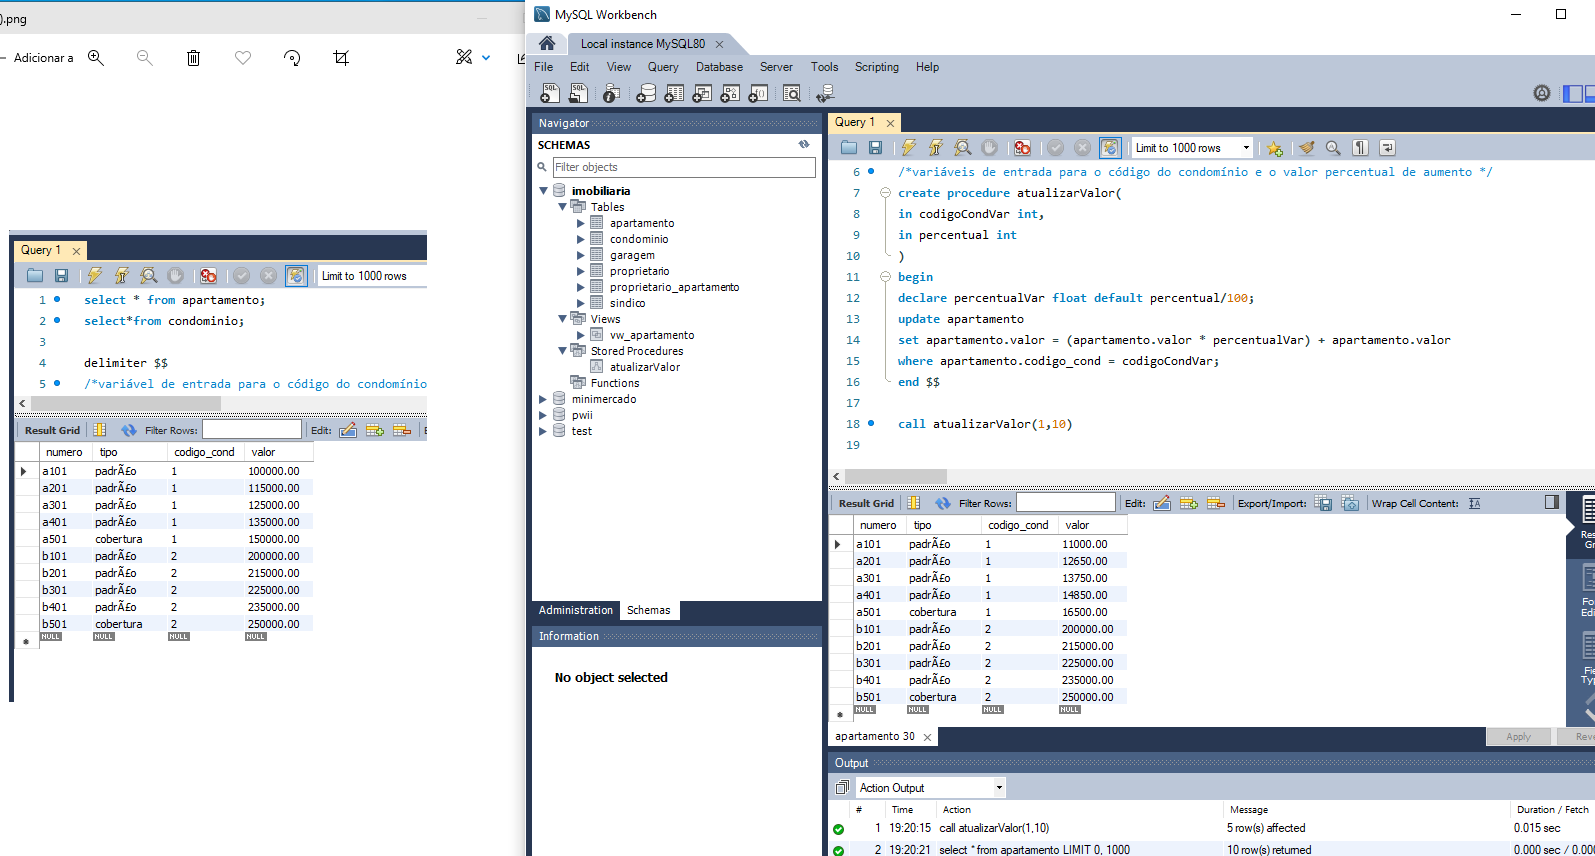 ).png
Adicionar a
Query 1
Limit to 1000 rows
1 select * from apartamento;
2 select*from condominio;
3
4 delimiter $$
5 /*variável de entrada para o código do condomínio
Result Grid Filter Rows: Edit:
numero tipo codigo_cond valor
a101 padrÃ£o 1 100000.00
a201 padrÃ£o 1 115000.00
a301 padrÃ£o 1 125000.00
a401 padrÃ£o 1 135000.00
a501 cobertura 1 150000.00
b101 padrÃ£o 2 200000.00
b201 padrÃ£o 2 215000.00
b301 padrÃ£o 2 225000.00
b401 padrÃ£o 2 235000.00
b501 cobertura 2 250000.00
NULL NULL NULL NULL
MySQL Workbench
Local instance MySQL80
File Edit View Query Database Server Tools Scripting Help
Navigator
SCHEMAS
Filter objects
imobiliaria
Tables
apartamento
condominio
garagem
proprietario
proprietario_apartamento
sindico
Views
vw_apartamento
Stored Procedures
atualizarValor
Functions
minimercado
pwii
test
Administration Schemas
Information
No object selected
Query 1
Limit to 1000 rows
6 /*variáveis de entrada para o código do condomínio e o valor percentual de aumento */
7 create procedure atualizarValor(
8 in codigoCondVar int,
9 in percentual int
10 )
11 begin
12 declare percentualVar float default percentual/100;
13 update apartamento
14 set apartamento.valor = (apartamento.valor * percentualVar) + apartamento.valor
15 where apartamento.codigo_cond = codigoCondVar;
16 end $$
17
18 call atualizarValor(1,10)
19
Result Grid Filter Rows: Edit: Export/Import: Wrap Cell Content:
numero tipo codigo_cond valor
a101 padrÃ£o 1 11000.00
a201 padrÃ£o 1 12650.00
a301 padrÃ£o 1 13750.00
a401 padrÃ£o 1 14850.00
a501 cobertura 1 16500.00
b101 padrÃ£o 2 200000.00
b201 padrÃ£o 2 215000.00
b301 padrÃ£o 2 225000.00
b401 padrÃ£o 2 235000.00
b501 cobertura 2 250000.00
NULL NULL NULL NULL
apartamento 30
Apply Reve
Output
Action Output
# Time Action Message Duration / Fetch
1 19:20:15 call atualizarValor(1,10) 5 row(s) affected 0.015 sec
2 19:20:21 select * from apartamento LIMIT 0, 1000 10 row(s) returned 0.000 sec / 0.00